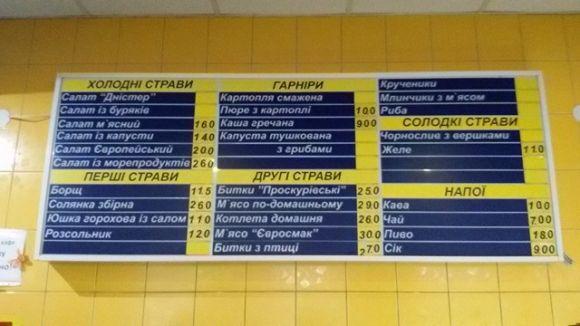 ХОЛОДНІ СТРАВИ
Салат "Дністер"
Салат із буряків
Салат м`ясний 160
Салат із капусти 140
Салат Європейський 200
Салат із морепродуктів 260
ПЕРШІ СТРАВИ
Борщ 115
Солянка збірна 260
Юшка горохова із салом 110
Розсольник 120
ГАРНІРИ
Картопля смажена
Пюре з картоплі 100
Каша гречана 900
Капуста тушкована
з грибами
ДРУГІ СТРАВИ
Битки "Проскурівські" 250
М`ясо по-домашньому 290
Котлета домашня 260
М`ясо "Євросмак" 300
Битки з птиці 270
Крученики
Млинчики з м`ясом
Риба
СОЛОДКІ СТРАВИ
Чорнослив з вершками
Желе 110
НАПОЇ
Кава 100
Чай 700
Пиво 180
Сік 900